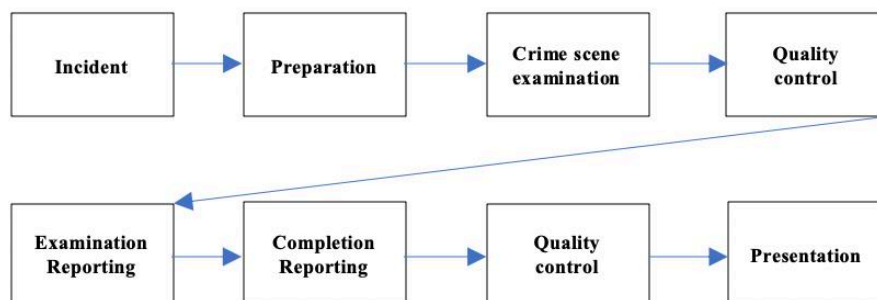 Incident
Preparation
Crime scene
examination
Quality
control
Examination
Reporting
Completion
Reporting
Quality
control
Presentation